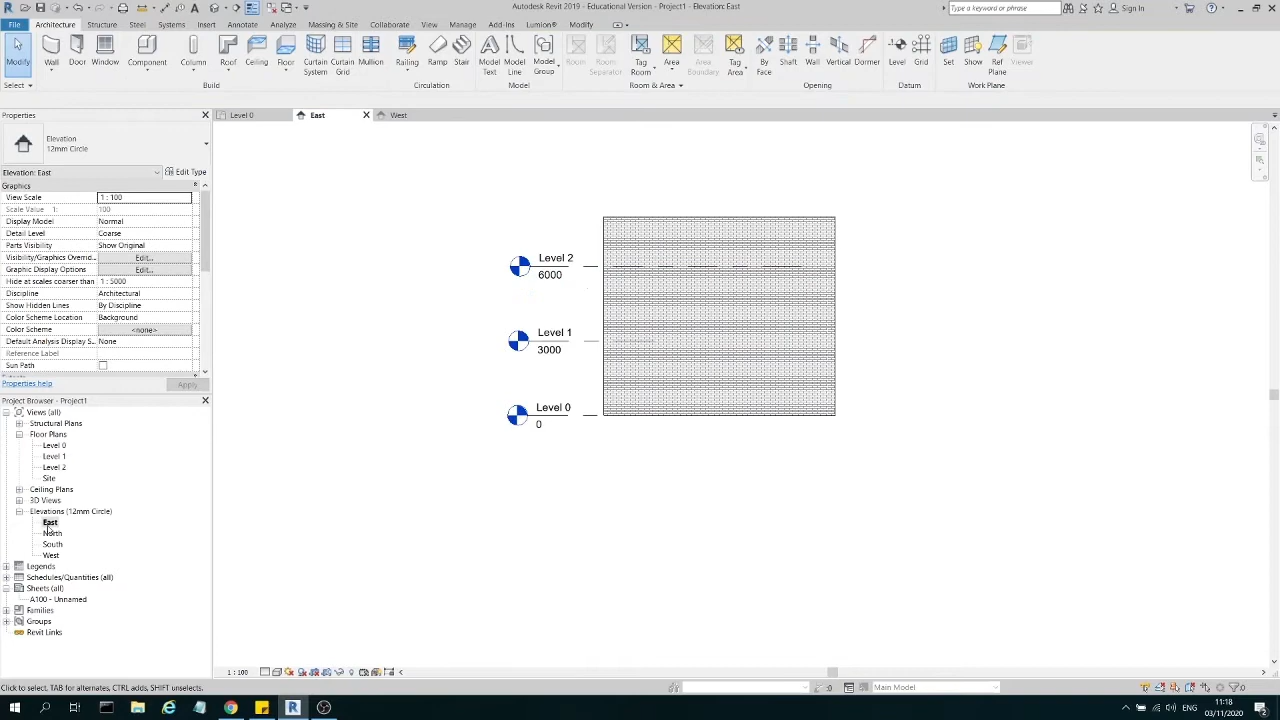 Autodesk Revit 2019 - Educational Version - Project1 - Elevation: East
Type a keyword or phrase
Sign In
File Architecture Structure Steel Systems Insert Annotate Analyze Massing & Site Collaborate View Manage Add-Ins Lumion® Modify
Modify Wall Door Window Component Column Roof Ceiling Floor Curtain System Curtain Grid Mullion Railing Ramp Stair Model Text Model Line Model Group Room Room Separator Tag Room Area Area Boundary Tag Area By Face Shaft Wall Vertical Dormer Level Grid Set Show Ref Plane Viewer
Select Build Circulation Model Room & Area Opening Datum Work Plane
Properties
Level 0 East West
Elevation
12mm Circle
Elevation: East Edit Type
Graphics
View Scale 1 : 100
Scale Value 1: 100
Display Model Normal
Detail Level Coarse
Parts Visibility Show Original
Visibility/Graphics Overri... Edit...
Graphic Display Options Edit...
Hide at scales coarser than 1 : 5000
Discipline Architectural
Show Hidden Lines By Discipline
Color Scheme Location Background
Color Scheme <none>
Default Analysis Display S... None
Reference Label
Sun Path
Properties help Apply
Project Browser - Project1
Views (all)
Structural Plans
Floor Plans
Level 0
Level 1
Level 2
Site
Ceiling Plans
3D Views
Elevations (12mm Circle)
East
North
South
West
Legends
Schedules/Quantities (all)
Sheets (all)
A100 - Unnamed
Families
Groups
Revit Links
Level 2
6000
Level 1
3000
Level 0
0
1 : 100
Click to select, TAB for alternates, CTRL adds, SHIFT unselects.
:0
Main Model
:0
ENG
11:18
03/11/2020